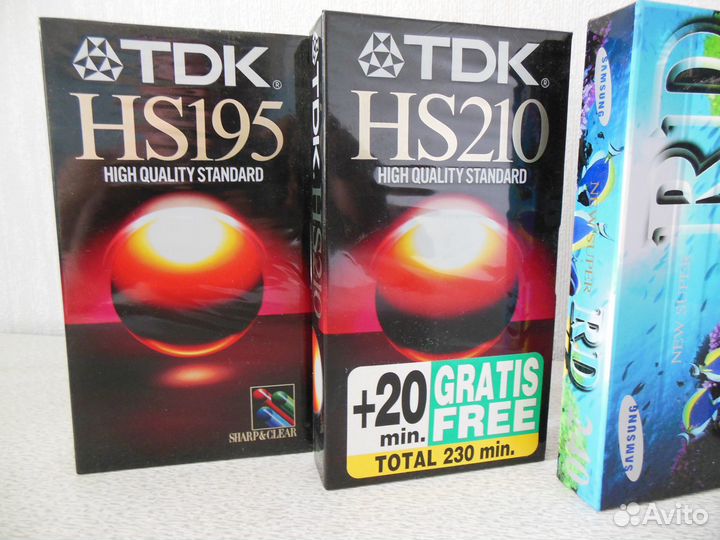 TDK®
HS195
HIGH QUALITY STANDARD
SHARP&CLEAR
TDK HS210
TDK®
HS210
HIGH QUALITY STANDARD
+20
min.
GRATIS
FREE
TOTAL 230 min.
SAMSUNG
NEW SUPER
RD
SAMSUNG
RD
NEW SUPER
Avito